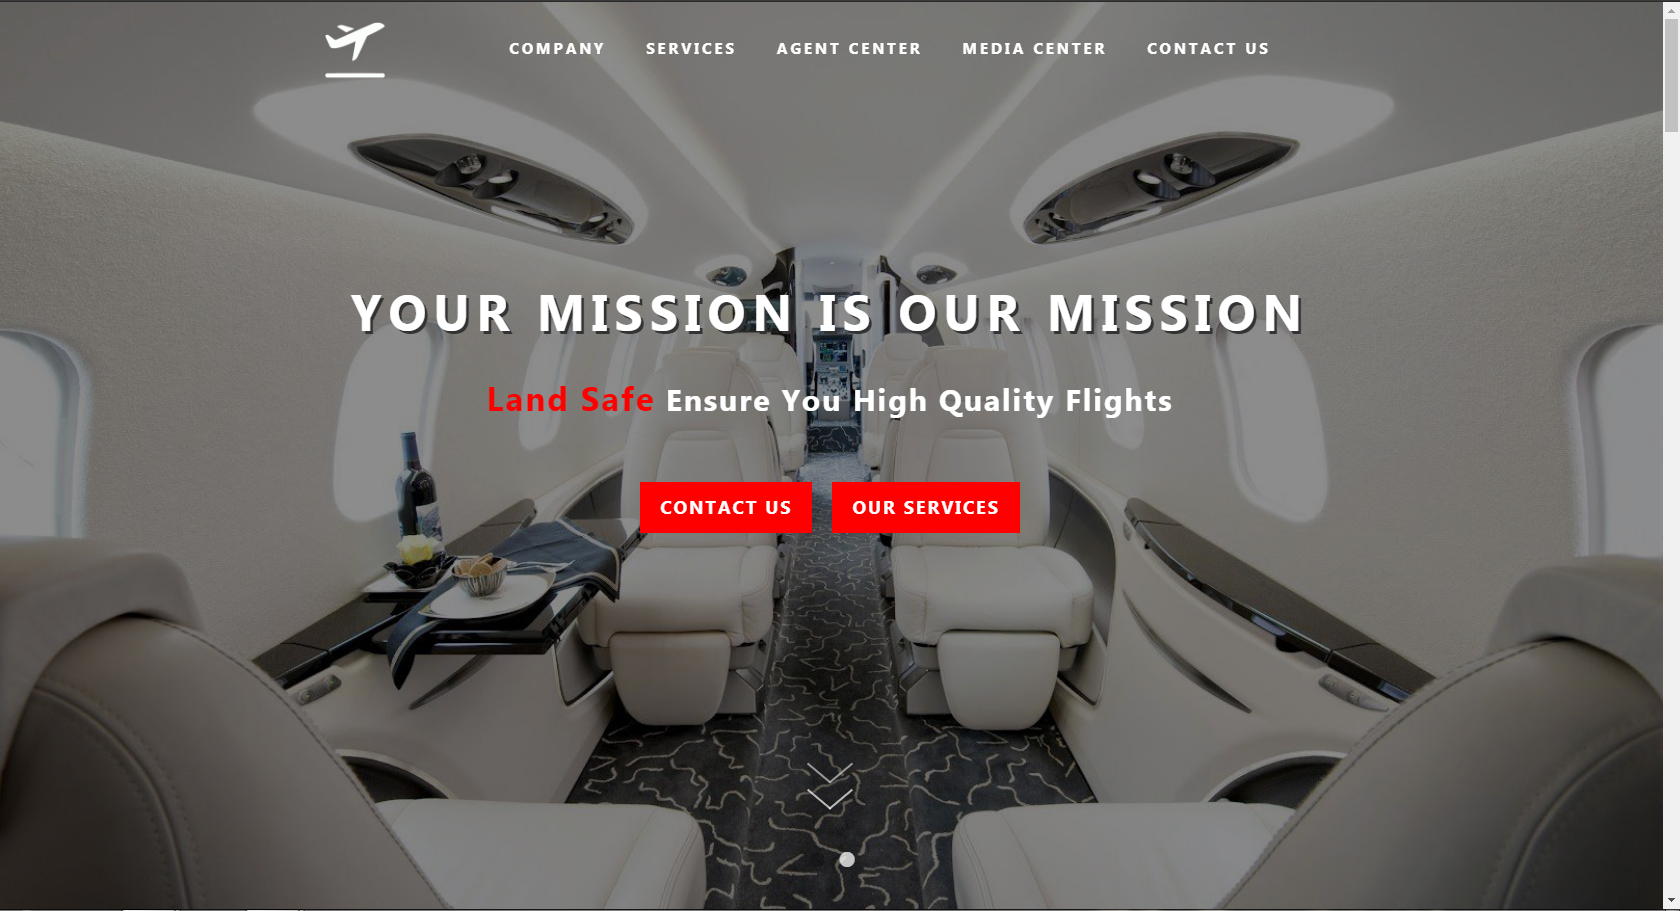 COMPANY SERVICES AGENT CENTER MEDIA CENTER CONTACT US
YOUR MISSION IS OUR MISSION
Land Safe Ensure You High Quality Flights
CONTACT US OUR SERVICES